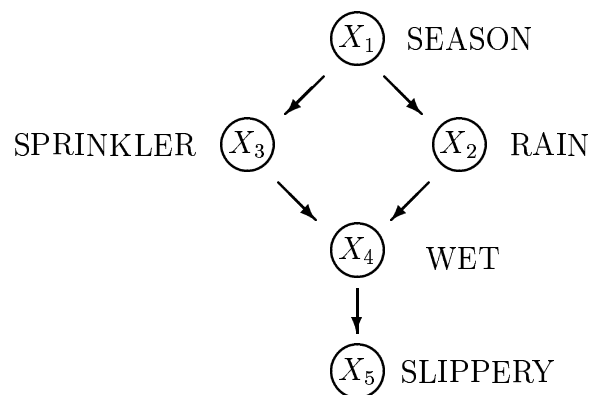 X1 SEASON
SPRINKLER X3 X2 RAIN
X4 WET
X5 SLIPPERY